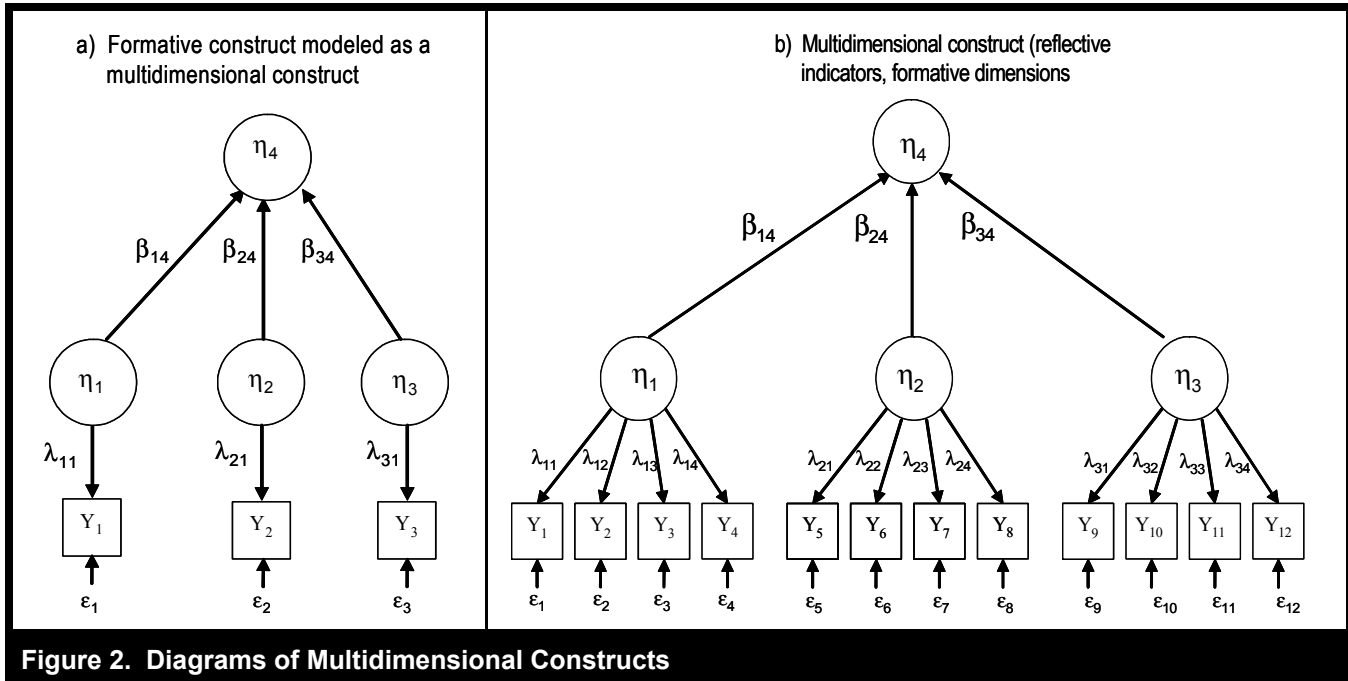 a) Formative construct modeled as a
multidimensional construct
η4
β14 β24 β34
η1 η2 η3
λ11 λ21 λ31
Y1 Y2 Y3
ε1 ε2 ε3
b) Multidimensional construct (reflective
indicators, formative dimensions
η4
β14 β24 β34
η1 η2 η3
λ11 λ12 λ13 λ14 λ21 λ22 λ23 λ24 λ31 λ32 λ33 λ34
Y1 Y2 Y3 Y4 Y5 Y6 Y7 Y8 Y9 Y10 Y11 Y12
ε1 ε2 ε3 ε4 ε5 ε6 ε7 ε8 ε9 ε10 ε11 ε12
Figure 2. Diagrams of Multidimensional Constructs